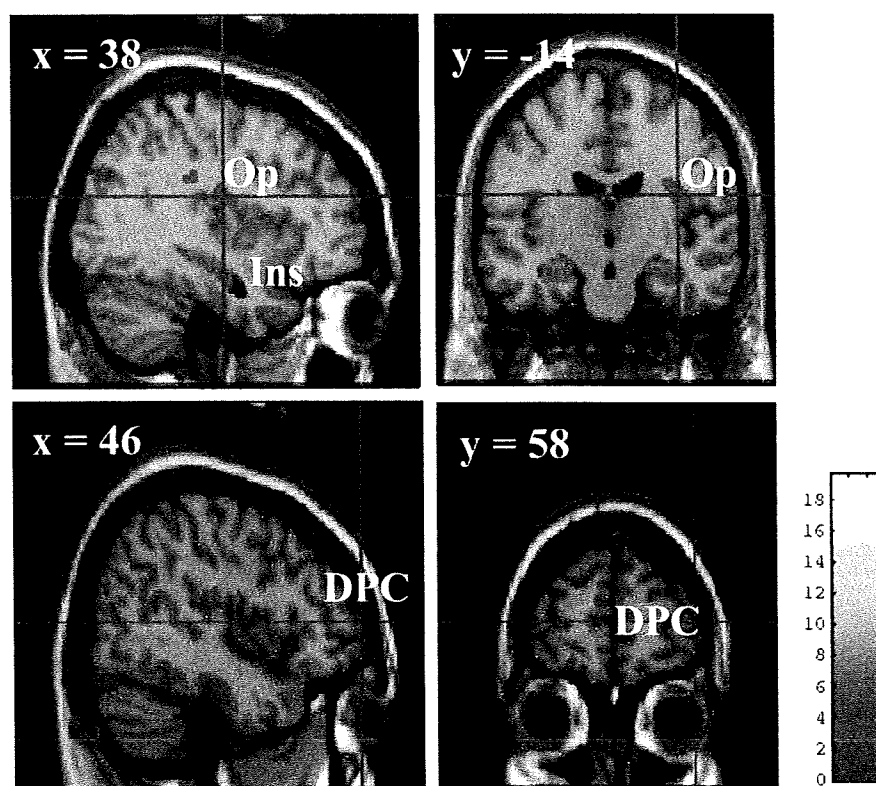 x = 38
Op
Ins
y = -14
Op
x = 46
DPC
y = 58
DPC
18
16
14
12
10
8
6
4
2
0